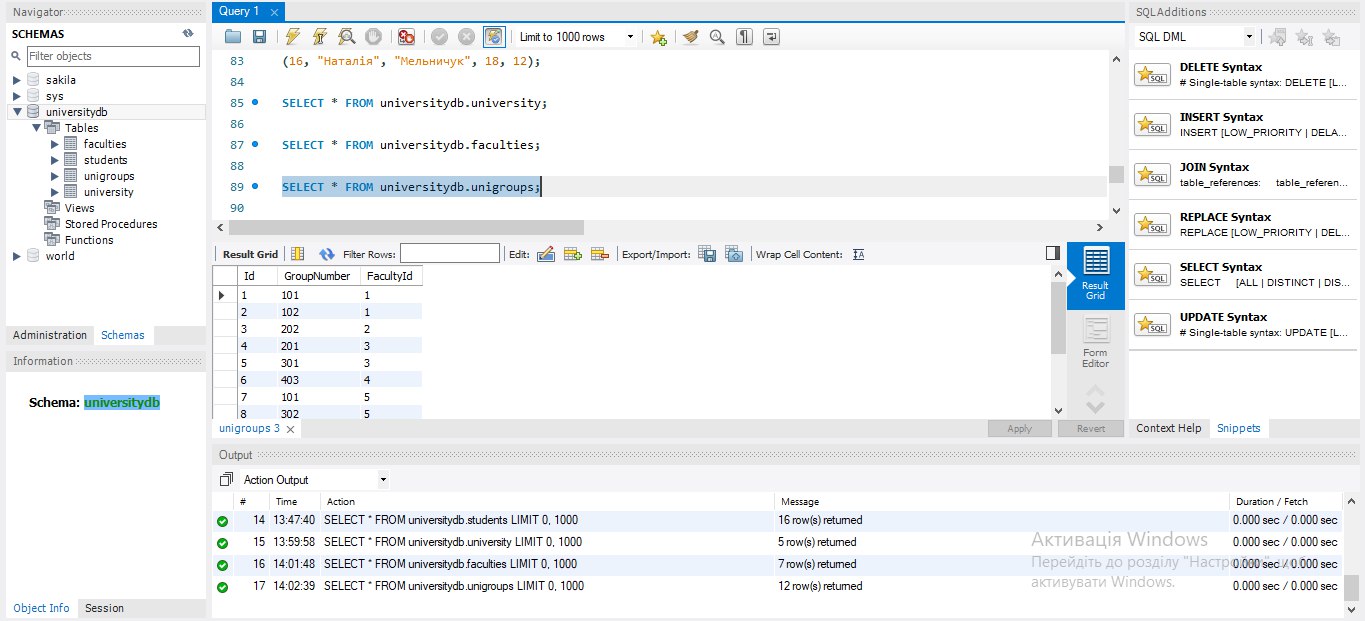 Navigator
SCHEMAS
Filter objects
sakila
sys
universitydb
Tables
faculties
students
unigroups
university
Views
Stored Procedures
Functions
world
Administration Schemas
Information
Schema: universitydb
Object Info Session
Query 1
Limit to 1000 rows
83 (16, "Наталія", "Мельничук", 18, 12);
84
85 SELECT * FROM universitydb.university;
86
87 SELECT * FROM universitydb.faculties;
88
89 SELECT * FROM universitydb.unigroups;
90
Result Grid Filter Rows: Edit: Export/Import: Wrap Cell Content:
Id GroupNumber FacultyId
1 101 1
2 102 1
3 202 2
4 201 3
5 301 3
6 403 4
7 101 5
8 302 5
Result
Grid
Form
Editor
unigroups 3 Apply Revert
SQLAdditions
SQL DML
DELETE Syntax
# Single-table syntax: DELETE [L...
INSERT Syntax
INSERT [LOW_PRIORITY | DELA...
JOIN Syntax
table_references: table_referen...
REPLACE Syntax
REPLACE [LOW_PRIORITY | DEL...
SELECT Syntax
SELECT [ALL | DISTINCT | DIS...
UPDATE Syntax
# Single-table syntax: UPDATE [L...
Context Help Snippets
Output
Action Output
# Time Action Message Duration / Fetch
14 13:47:40 SELECT * FROM universitydb.students LIMIT 0, 1000 16 row(s) returned 0.000 sec / 0.000 sec
15 13:59:58 SELECT * FROM universitydb.university LIMIT 0, 1000 5 row(s) returned 0.000 sec / 0.000 sec
16 14:01:48 SELECT * FROM universitydb.faculties LIMIT 0, 1000 7 row(s) returned 0.000 sec / 0.000 sec
17 14:02:39 SELECT * FROM universitydb.unigroups LIMIT 0, 1000 12 row(s) returned 0.000 sec / 0.000 sec
Активація Windows
Перейдіть до розділу "Настройки", щоб
активувати Windows.